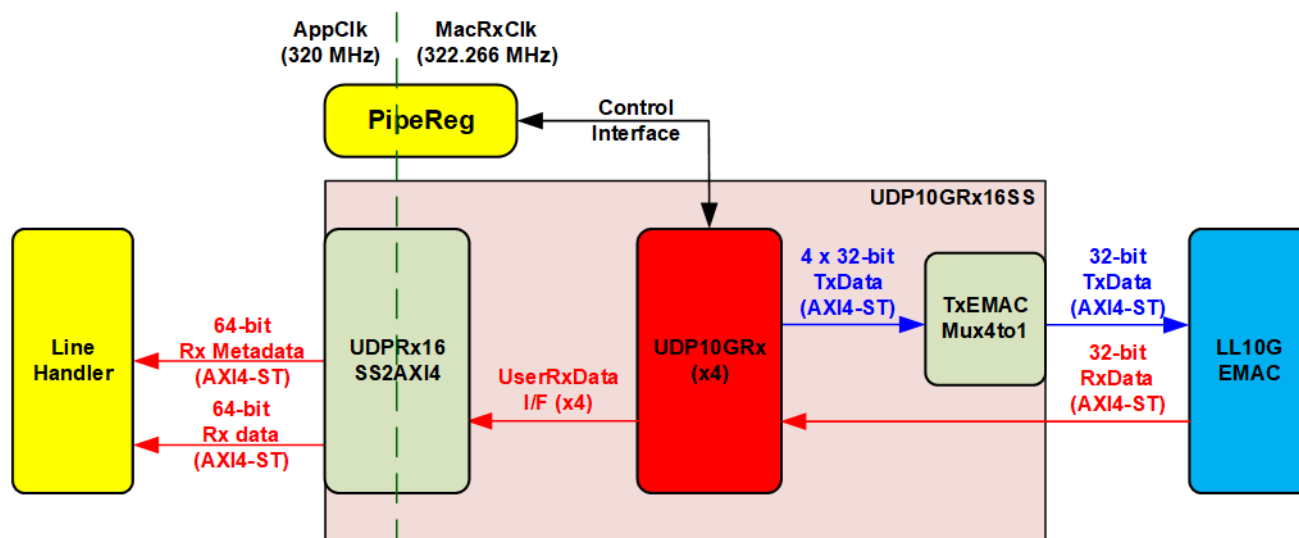 AppClk
(320 MHz)
MacRxClk
(322.266 MHz)
PipeReg
Control
Interface
UDP10GRx16SS
Line
Handler
64-bit
Rx Metadata
(AXI4-ST)
64-bit
Rx data
(AXI4-ST)
UDPRx16
SS2AXI4
UserRxData
I/F (x4)
UDP10GRx
(x4)
4 x 32-bit
TxData
(AXI4-ST)
TxEMAC
Mux4to1
32-bit
TxData
(AXI4-ST)
32-bit
RxData
(AXI4-ST)
LL10G
EMAC